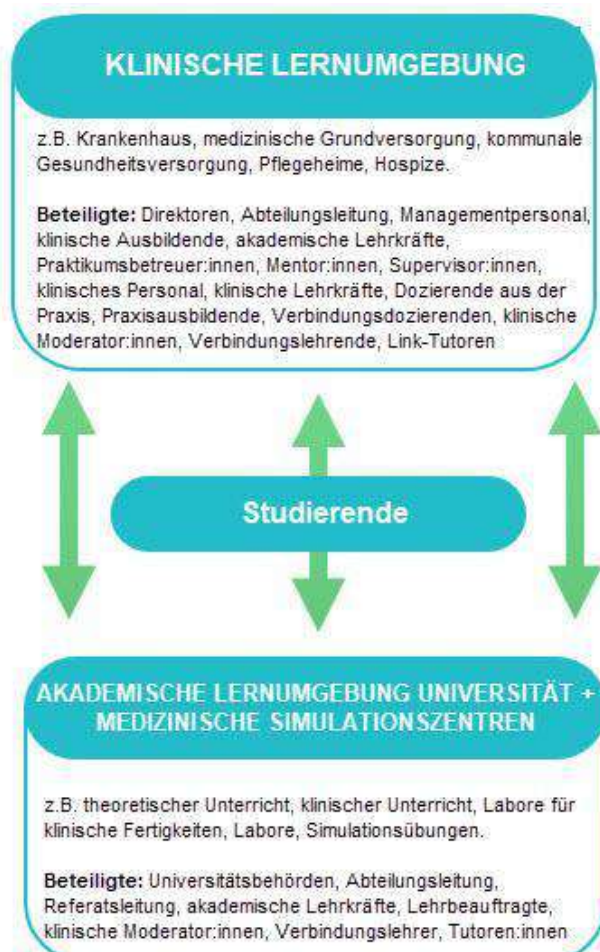 KLINISCHE LERNUMGEBUNG
z.B. Krankenhaus, medizinische Grundversorgung, kommunale
Gesundheitsversorgung, Pflegeheime, Hospize.
Beteiligte: Direktoren, Abteilungsleitung, Managementpersonal,
klinische Ausbildende, akademische Lehrkräfte,
Praktikumsbetreuer:innen, Mentor:innen, Supervisor:innen,
klinisches Personal, klinische Lehrkräfte, Dozierende aus der
Praxis, Praxisausbildende, Verbindungsdozierenden, klinische
Moderator:innen, Verbindungslehrende, Link-Tutoren
Studierende
AKADEMISCHE LERNUMGEBUNG UNIVERSITÄT +
MEDIZINISCHE SIMULATIONSZENTREN
z.B. theoretischer Unterricht, klinischer Unterricht, Labore für
klinische Fertigkeiten, Labore, Simulationsübungen.
Beteiligte: Universitätsbehörden, Abteilungsleitung,
Referatsleitung, akademische Lehrkräfte, Lehrbeauftragte,
klinische Moderator:innen, Verbindungslehrer, Tutoren:innen